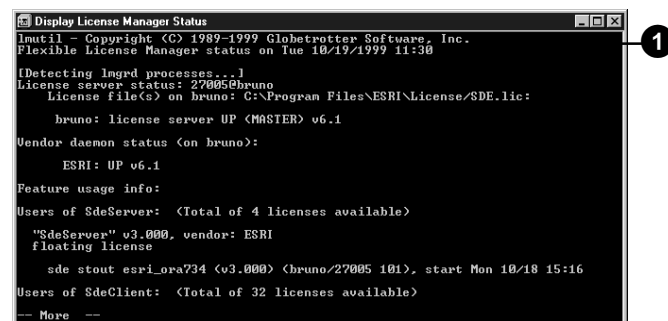 Display License Manager Status
lmutil - Copyright (C) 1989-1999 Globetrotter Software, Inc.
Flexible License Manager status on Tue 10/19/1999 11:30
[Detecting lmgrd processes...]
License server status: 27005@bruno
License file(s) on bruno: C:\Program Files\ESRI\License/SDE.lic:
bruno: license server UP (MASTER) v6.1
Vendor daemon status (on bruno):
ESRI: UP v6.1
Feature usage info:
Users of SdeServer: (Total of 4 licenses available)
"SdeServer" v3.000, vendor: ESRI
floating license
sde stout esri_ora734 (v3.000) (bruno/27005 101), start Mon 10/18 15:16
Users of SdeClient: (Total of 32 licenses available)
-- More --
1